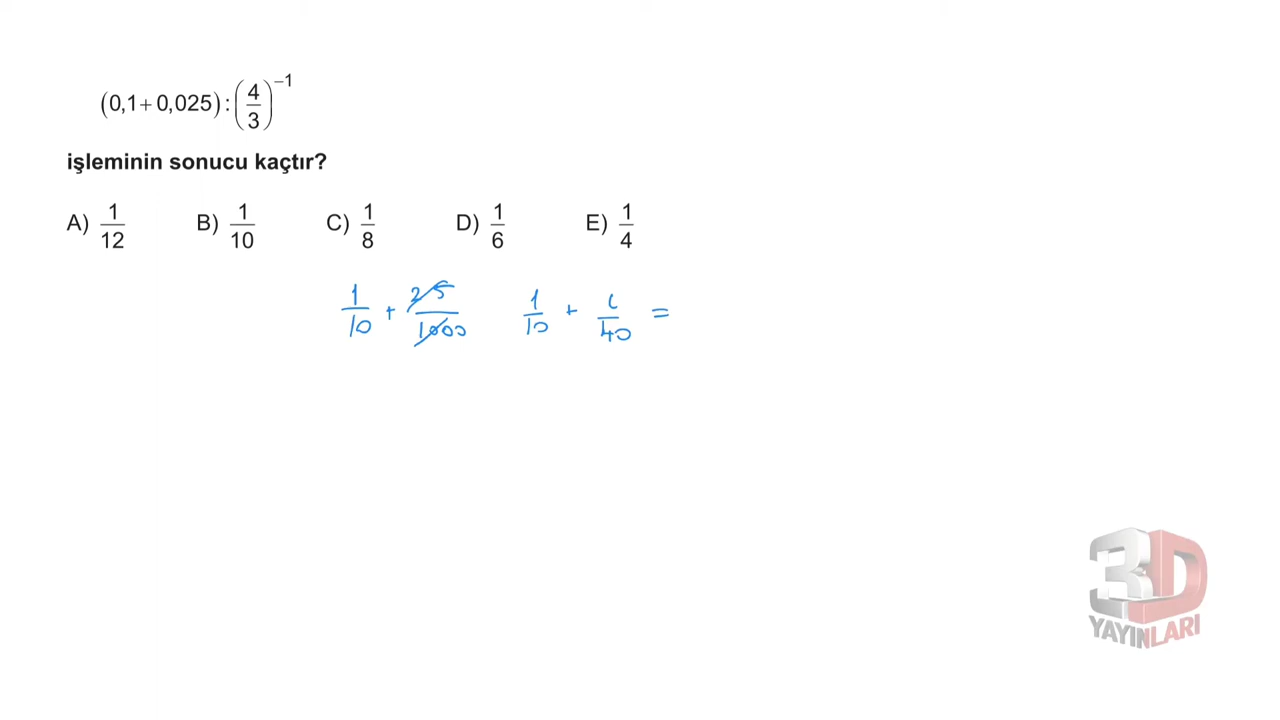 (0,1+0,025):(4/3)^−1
işleminin sonucu kaçtır?
A) 1/12 B) 1/10 C) 1/8 D) 1/6 E) 1/4
1/10 + 25/1000 1/10 + 1/40 =
3D
YAYINLARI